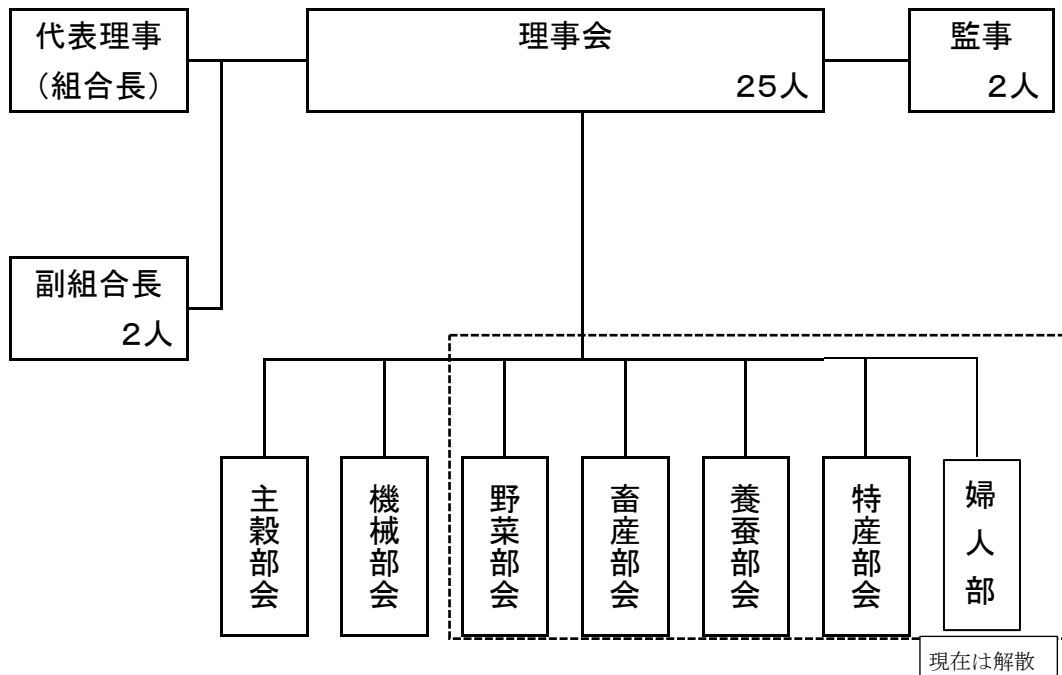 代表理事
（組合長）
理事会
25人
監事
2人
副組合長
2人
主穀部会
機械部会
野菜部会
畜産部会
養蚕部会
特産部会
婦人部
現在は解散